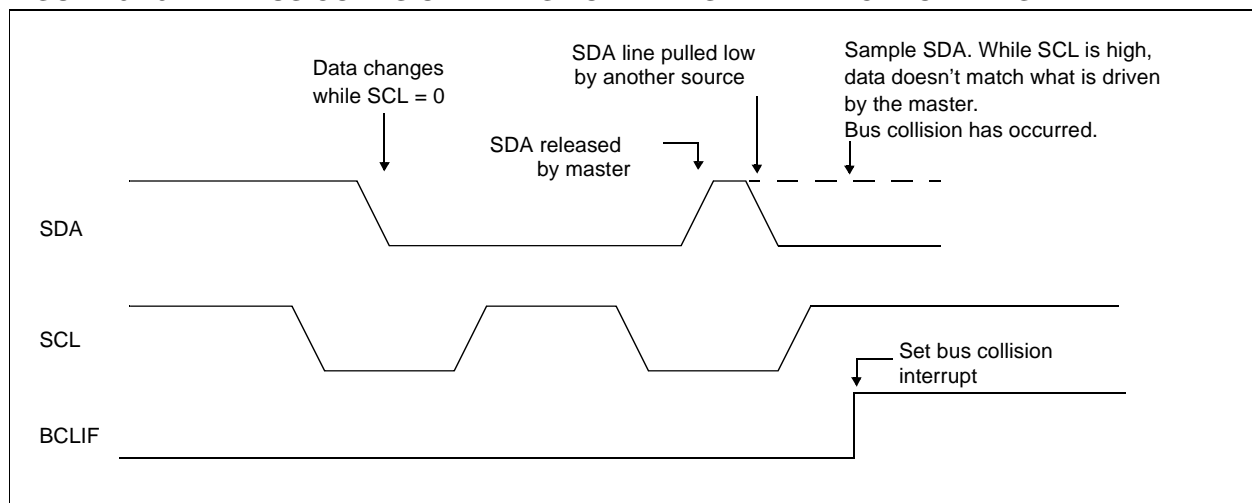 Data changes
while SCL = 0
SDA line pulled low
by another source
Sample SDA. While SCL is high,
data doesn't match what is driven
by the master.
Bus collision has occurred.
SDA released
by master
SDA
SCL
Set bus collision
interrupt
BCLIF